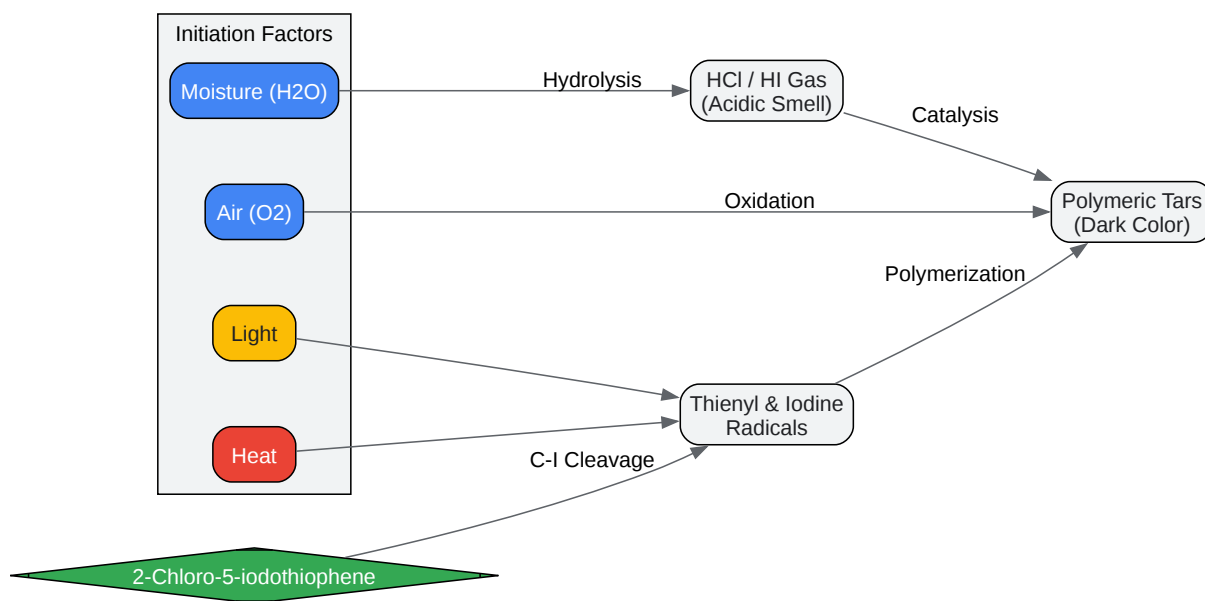 Initiation Factors
Moisture (H2O)
Hydrolysis
HCl / HI Gas
(Acidic Smell)
Catalysis
Air (O2)
Oxidation
Polymeric Tars
(Dark Color)
Polymerization
Light
Thienyl & Iodine
Radicals
Heat
C-I Cleavage
2-Chloro-5-iodothiophene